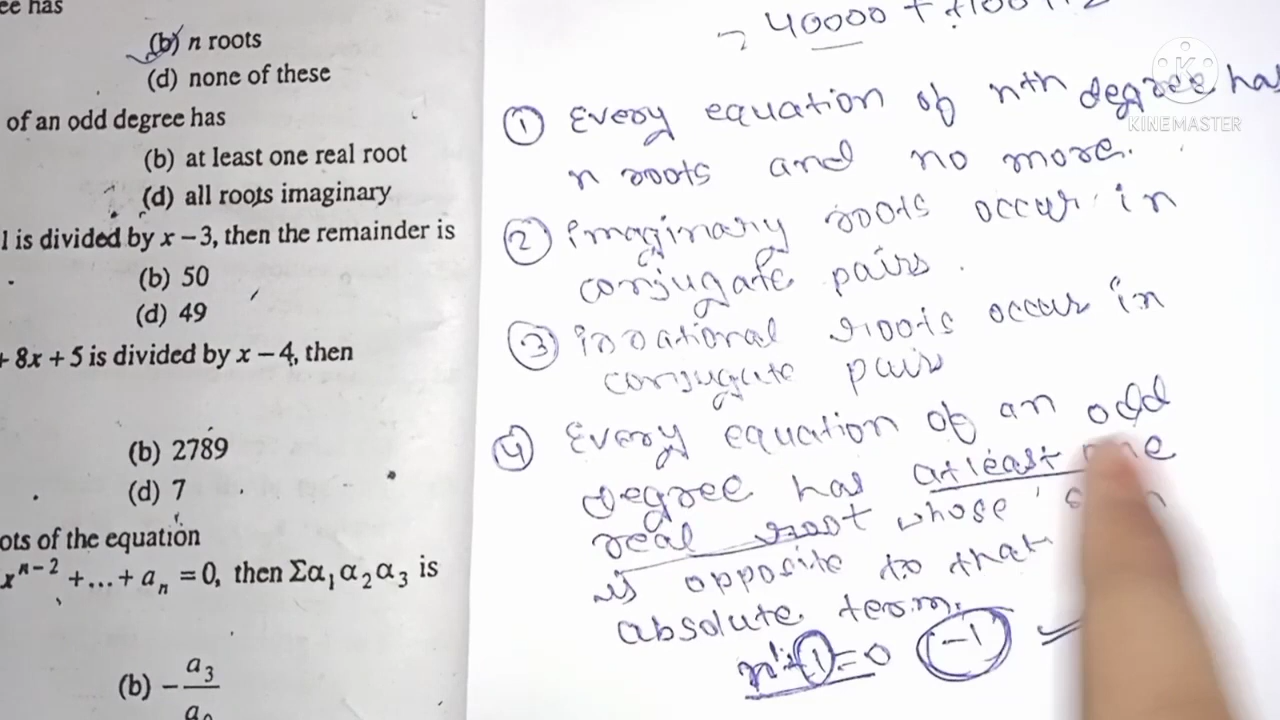 ee has
(b) n roots
(d) none of these
of an odd degree has
(b) at least one real root
(d) all roots imaginary
1 is divided by x – 3, then the remainder is
(b) 50
(d) 49
+ 8x + 5 is divided by x – 4, then
(b) 2789
(d) 7
ots of the equation
xⁿ⁻² + ... + aₙ = 0, then Σα₁α₂α₃ is
(b) – a₃
40000 +
KINEMASTER
① Every equation of nth degree has
n roots and no more.
② imaginary roots occur in
conjugate pairs.
③ irrational roots occur in
conjugate pair
④ Every equation of an odd
degree has atleast one
real root whose
is opposite to that
absolute term.
+1=0 -1